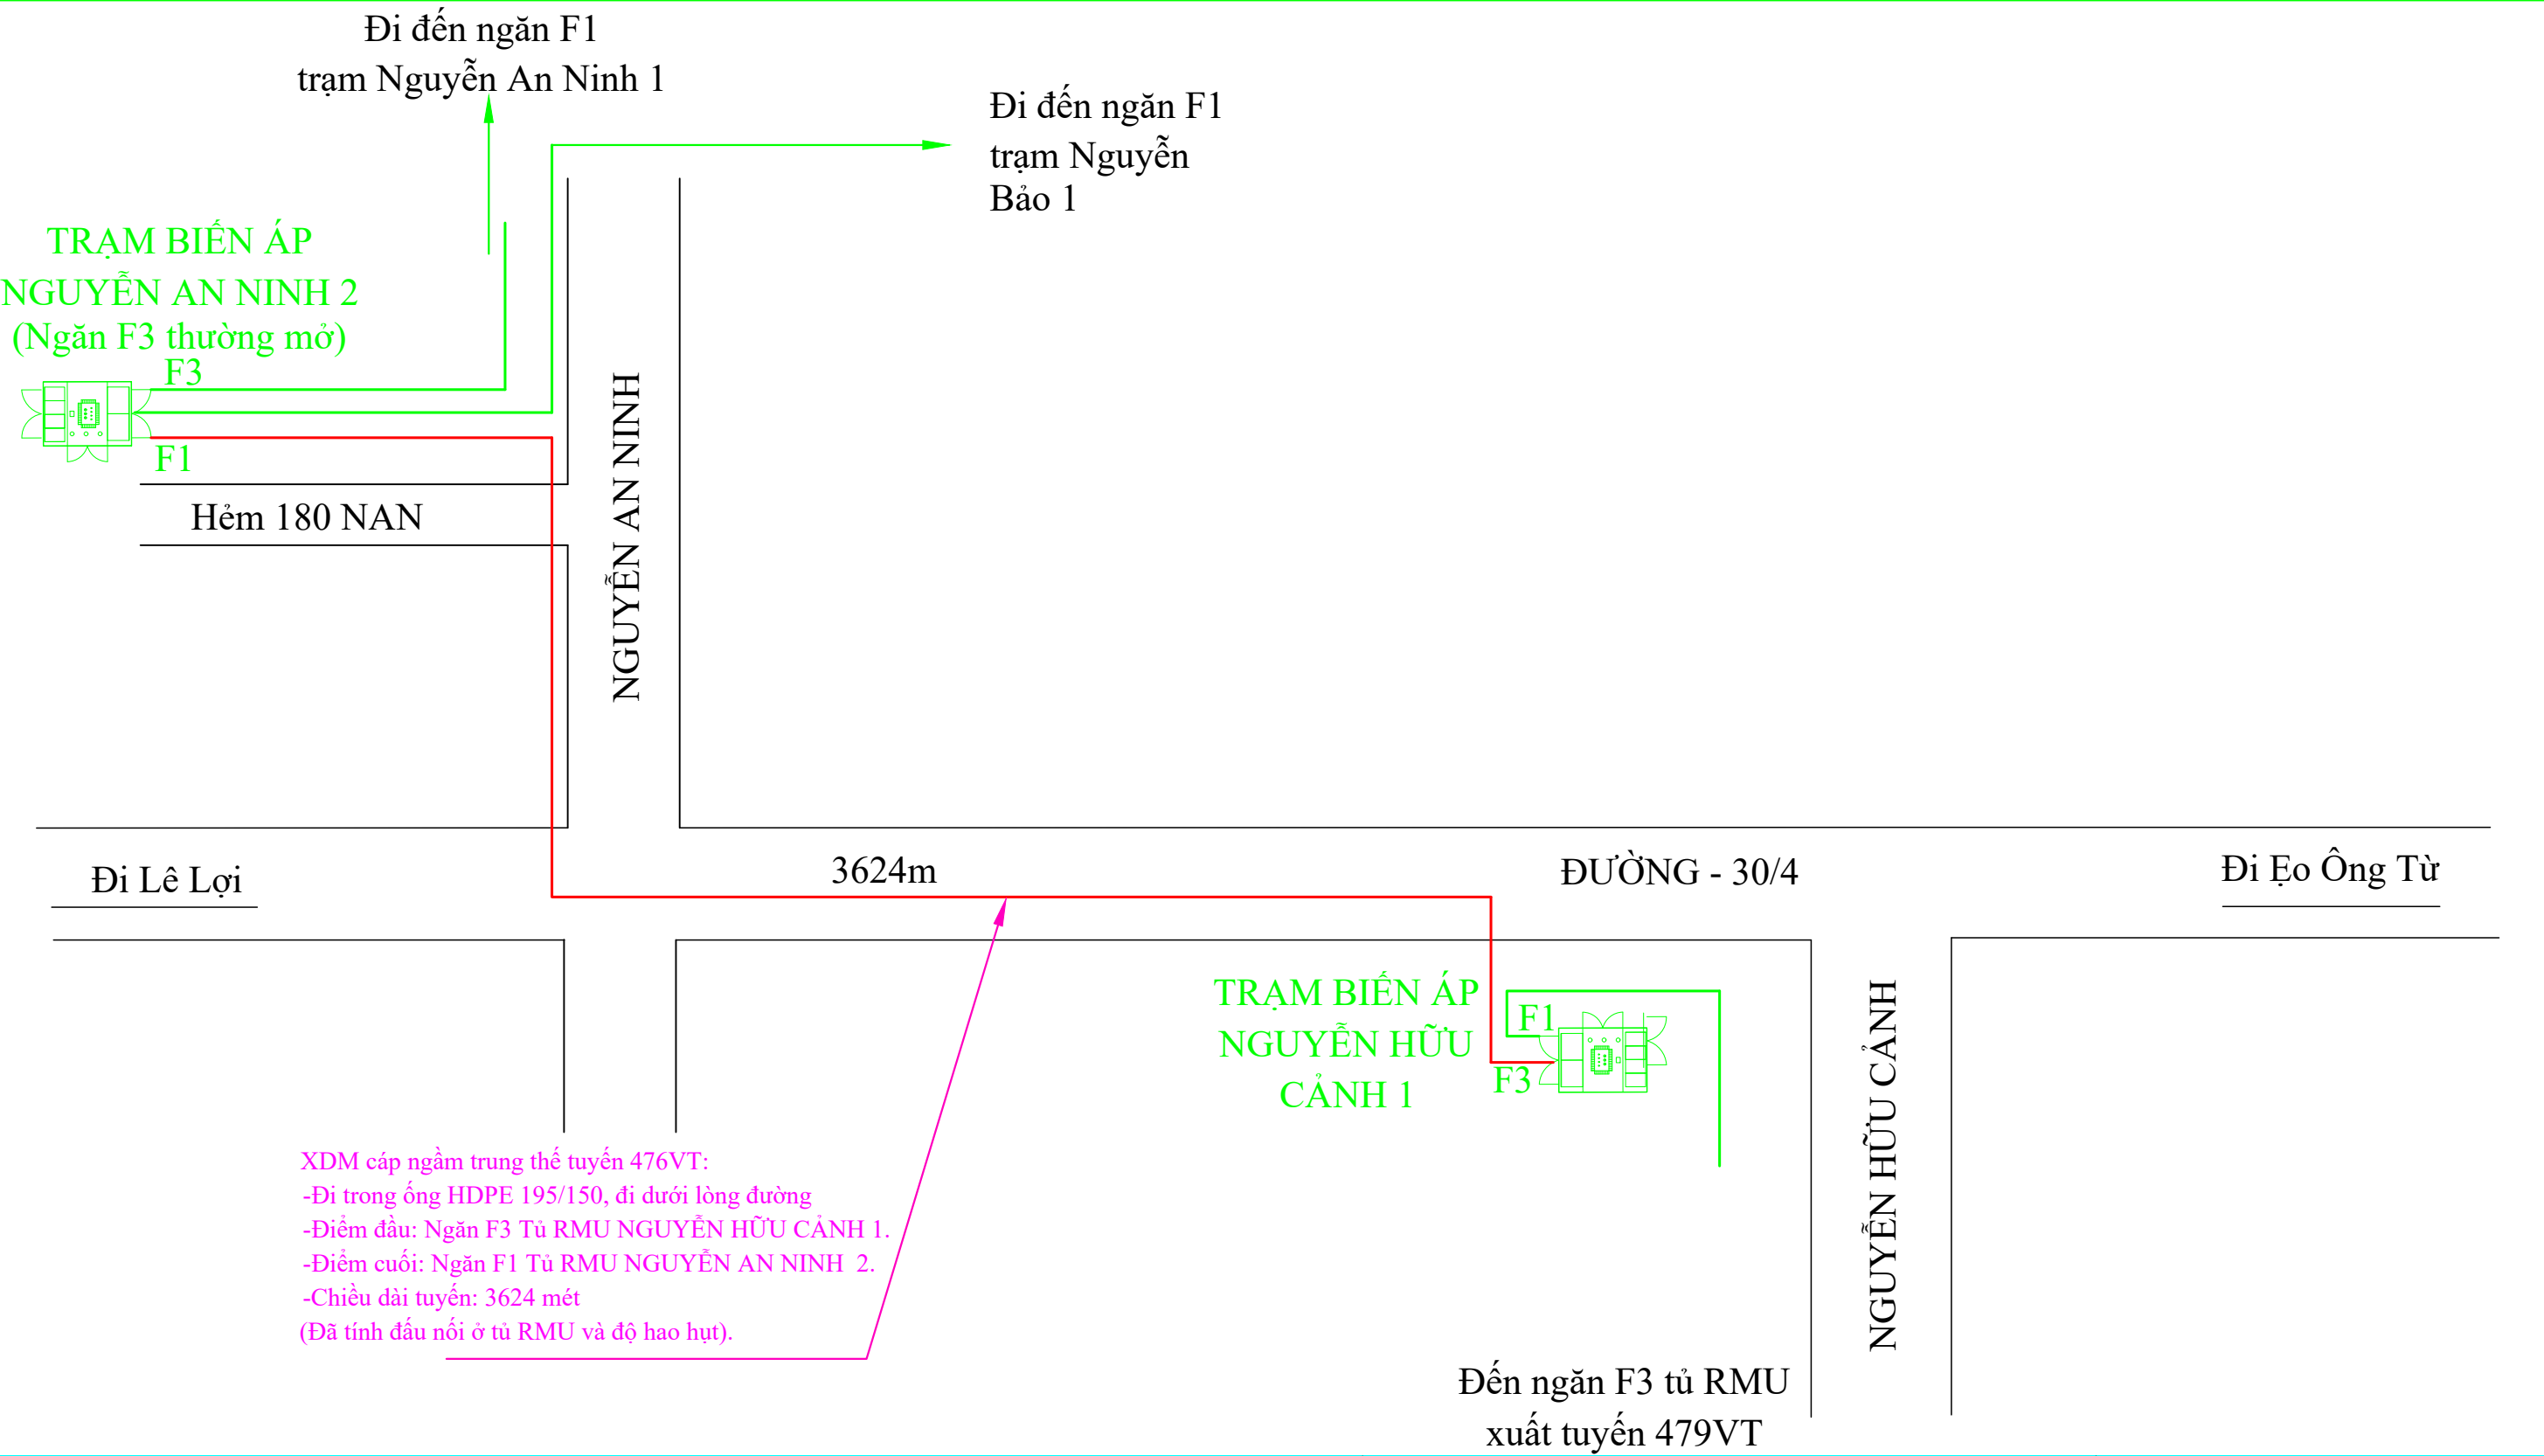 Đi đến ngăn F1
trạm Nguyễn An Ninh 1
Đi đến ngăn F1
trạm Nguyễn
Bảo 1
TRẠM BIẾN ÁP
NGUYỄN AN NINH 2
(Ngăn F3 thường mở)
F3
F1
Hẻm 180 NAN
NGUYỄN AN NINH
Đi Lê Lợi
3624m
ĐƯỜNG - 30/4
Đi Ẹo Ông Từ
TRẠM BIẾN ÁP
NGUYỄN HỮU
CẢNH 1
F1
F3
NGUYỄN HỮU CẢNH
XDM cáp ngầm trung thế tuyến 476VT:
-Đi trong ống HDPE 195/150, đi dưới lòng đường
-Điểm đầu: Ngăn F3 Tủ RMU NGUYỄN HỮU CẢNH 1.
-Điểm cuối: Ngăn F1 Tủ RMU NGUYỄN AN NINH 2.
-Chiều dài tuyến: 3624 mét
(Đã tính đấu nối ở tủ RMU và độ hao hụt).
Đến ngăn F3 tủ RMU
xuất tuyến 479VT